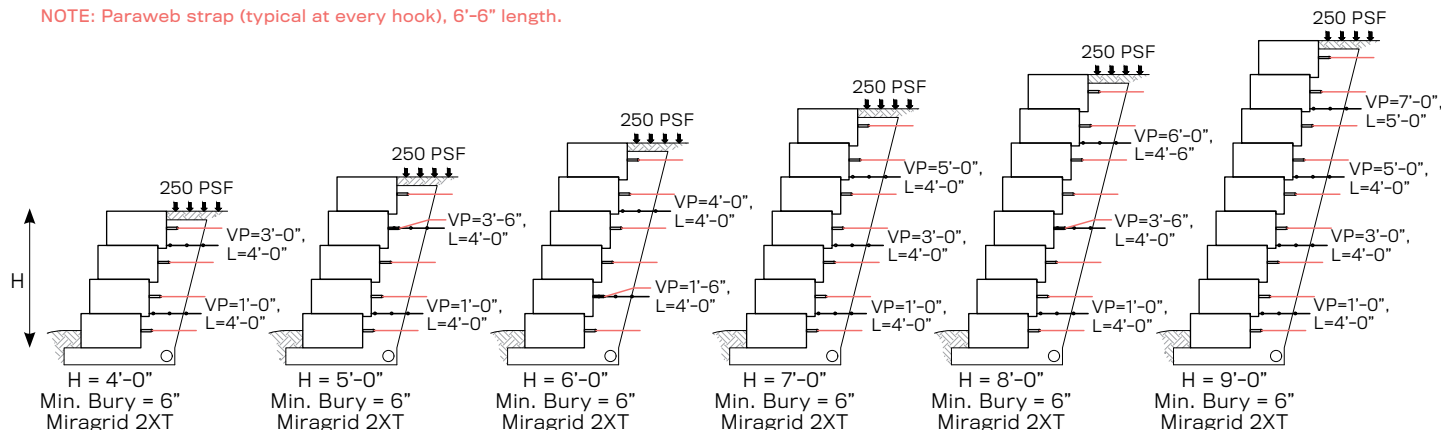 NOTE: Paraweb strap (typical at every hook), 6'-6" length.
H
250 PSF
VP=3'-0",
L=4'-0"
VP=1'-0",
L=4'-0"
H = 4'-0"
Min. Bury = 6"
Miragrid 2XT
250 PSF
VP=3'-6",
L=4'-0"
VP=1'-0",
L=4'-0"
H = 5'-0"
Min. Bury = 6"
Miragrid 2XT
250 PSF
VP=4'-0",
L=4'-0"
VP=1'-6",
L=4'-0"
H = 6'-0"
Min. Bury = 6"
Miragrid 2XT
250 PSF
VP=5'-0",
L=4'-0"
VP=3'-0",
L=4'-0"
VP=1'-0",
L=4'-0"
H = 7'-0"
Min. Bury = 6"
Miragrid 2XT
250 PSF
VP=6'-0",
L=4'-6"
VP=3'-6",
L=4'-0"
VP=1'-0",
L=4'-0"
H = 8'-0"
Min. Bury = 6"
Miragrid 2XT
250 PSF
VP=7'-0",
L=5'-0"
VP=5'-0",
L=4'-0"
VP=3'-0",
L=4'-0"
VP=1'-0",
L=4'-0"
H = 9'-0"
Min. Bury = 6"
Miragrid 2XT